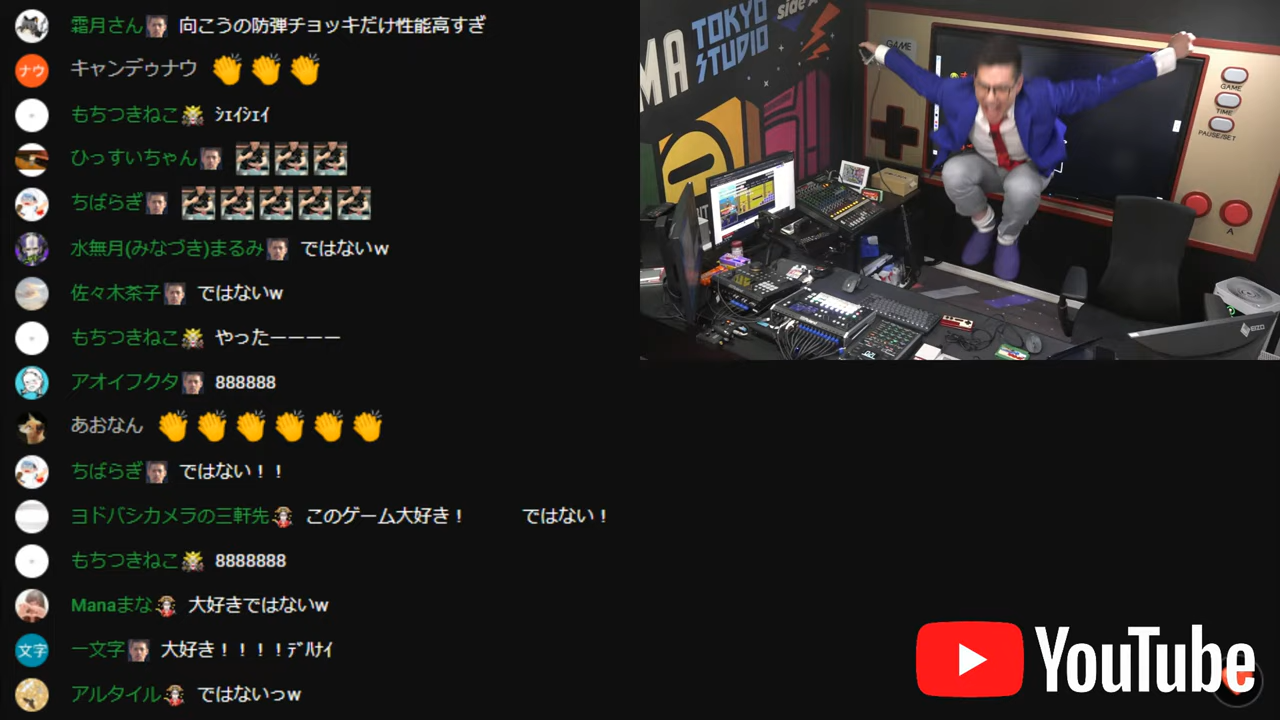 霜月さん 向こうの防弾チョッキだけ性能高すぎ
ナウ キャンデゥナウ 👏👏👏
もちつきねこ ｼｪｲｼｪｲ
ひっすいちゃん
ちばらぎ
水無月(みなづき)まるみ ではないｗ
佐々木茶子 ではないw
もちつきねこ やったーーーー
アオイフクタ 888888
あおなん 👏👏👏👏👏👏
ちばらぎ ではない！！
ヨドバシカメラの三軒先 このゲーム大好き！ ではない！
もちつきねこ 8888888
Manaまな 大好きではないw
文字 一文字 大好き！！！！ﾃﾞﾙﾅｲ
アルタイル ではないっw
MA TOKYO STUDIO
side A
GAME
GAME
TIME
PAUSE/SET
A
EIZO
YouTube